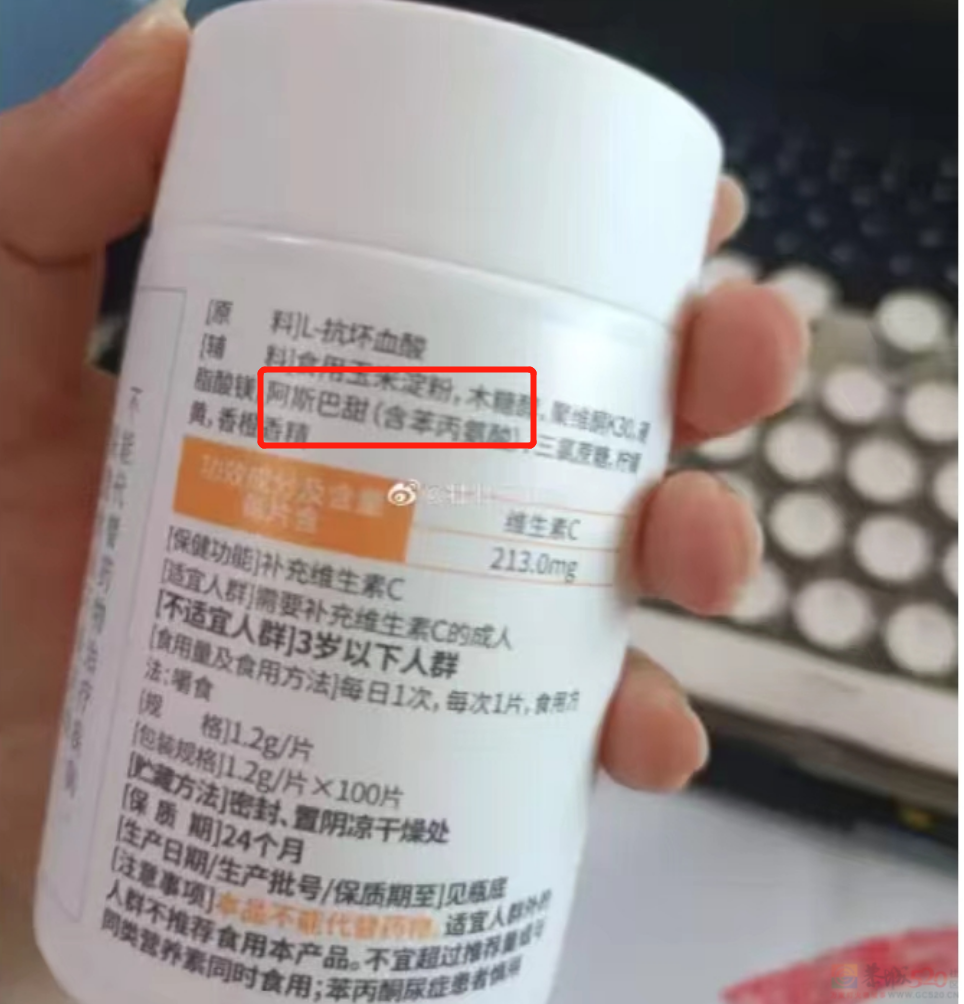 [原 料]L-抗坏血酸
[辅 料]食用玉米淀粉，木糖醇，聚维酮K30，硬
脂酸镁，阿斯巴甜（含苯丙氨酸），三氯蔗糖，柠檬
黄，香橙香精
功效成分及含量
每片含
维生素C
213.0mg
[保健功能]补充维生素C
[适宜人群]需要补充维生素C的成人
[不适宜人群]3岁以下人群
[食用量及食用方法]每日1次，每次1片，食用方
法：嚼食
[规 格]1.2g/片
[包装规格]1.2g/片×100片
[贮藏方法]密封、置阴凉干燥处
[保 质 期]24个月
[生产日期/生产批号/保质期至]见瓶底
[注意事项]本品不能代替药物。适宜人群外的
人群不推荐食用本产品。不宜超过推荐量或与
同类营养素同时食用；苯丙酮尿症患者慎用